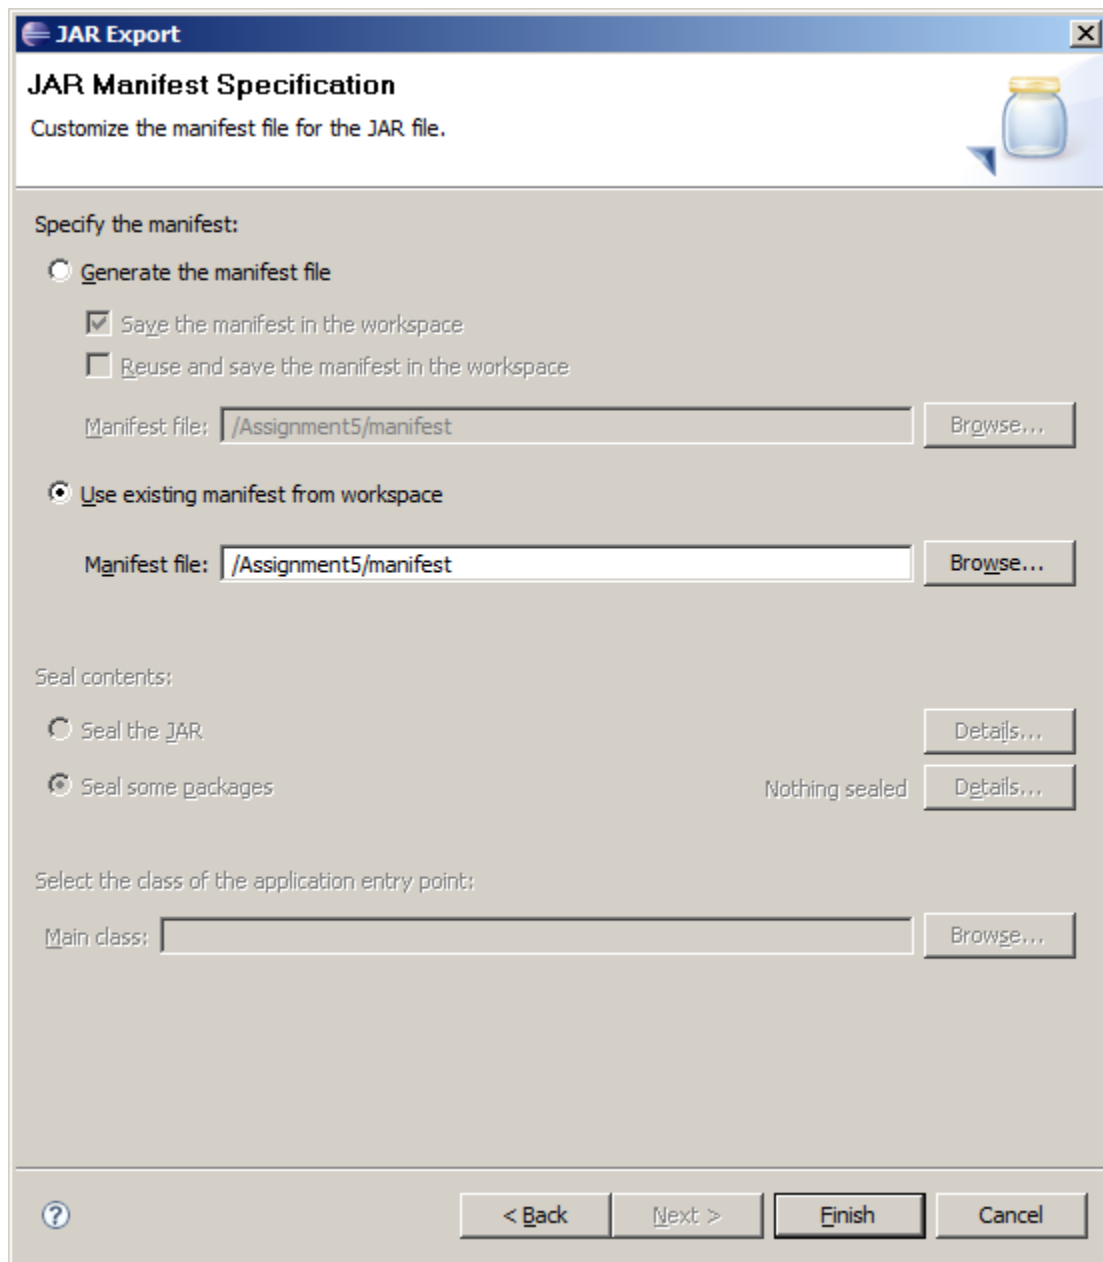 JAR Export
JAR Manifest Specification
Customize the manifest file for the JAR file.
Specify the manifest:
Generate the manifest file
Save the manifest in the workspace
Reuse and save the manifest in the workspace
Manifest file: /Assignment5/manifest Browse...
Use existing manifest from workspace
Manifest file: /Assignment5/manifest Browse...
Seal contents:
Seal the JAR Details...
Seal some packages Nothing sealed Details...
Select the class of the application entry point:
Main class: Browse...
? < Back Next > Finish Cancel